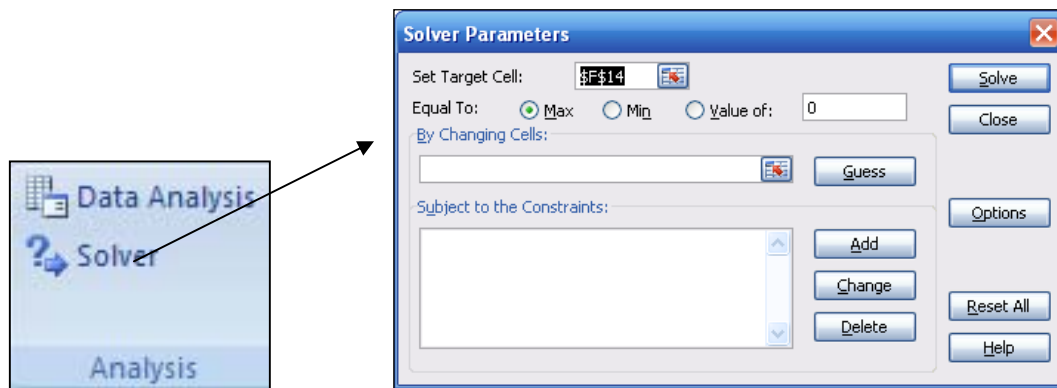 Data Analysis
Solver
Analysis
Solver Parameters
Set Target Cell: $F$14 Solve
Equal To: Max Min Value of: 0 Close
By Changing Cells:
Guess
Subject to the Constraints: Options
Add
Change
Reset All
Delete
Help